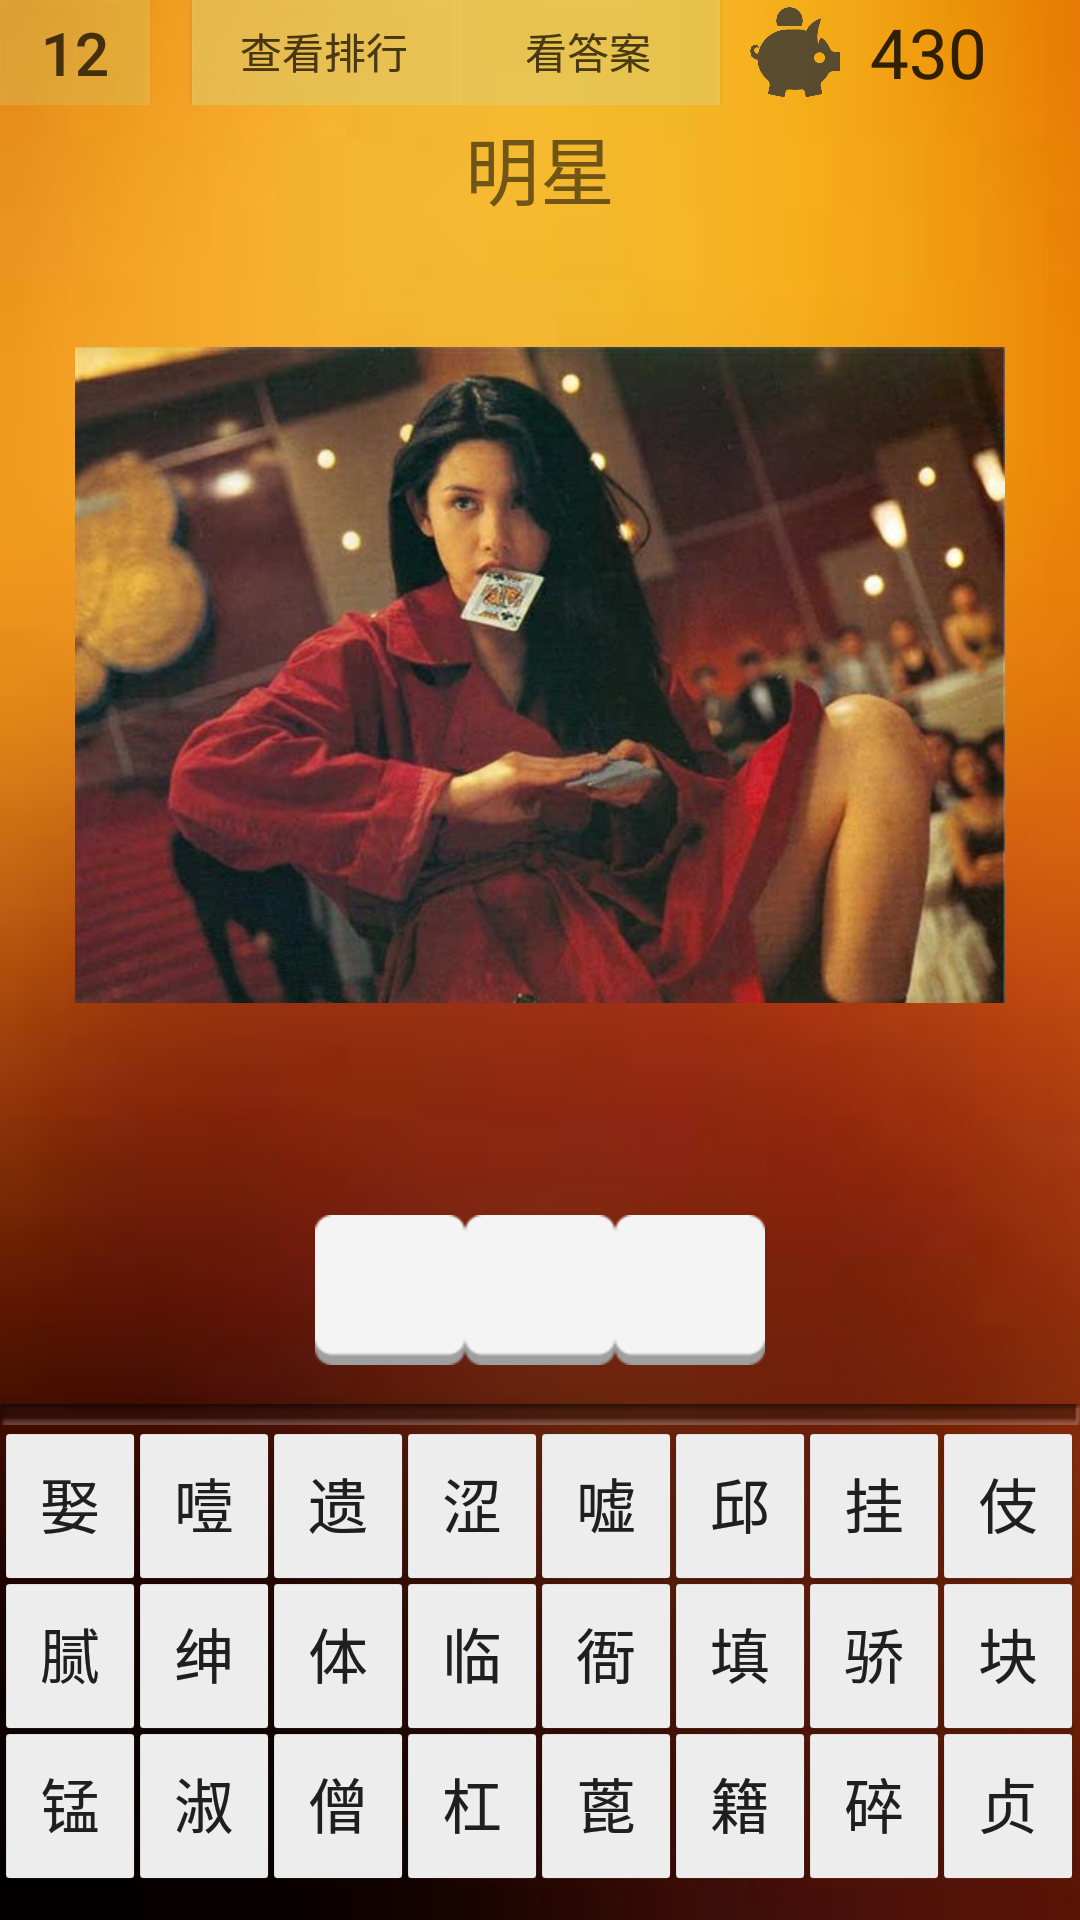 12 查看排行 看答案 430
明星
娶 噎 遗 涩 嘘 邱 挂 伎
腻 绅 体 临 衙 填 骄 块
锰 淑 僧 杠 蓖 籍 碎 贞